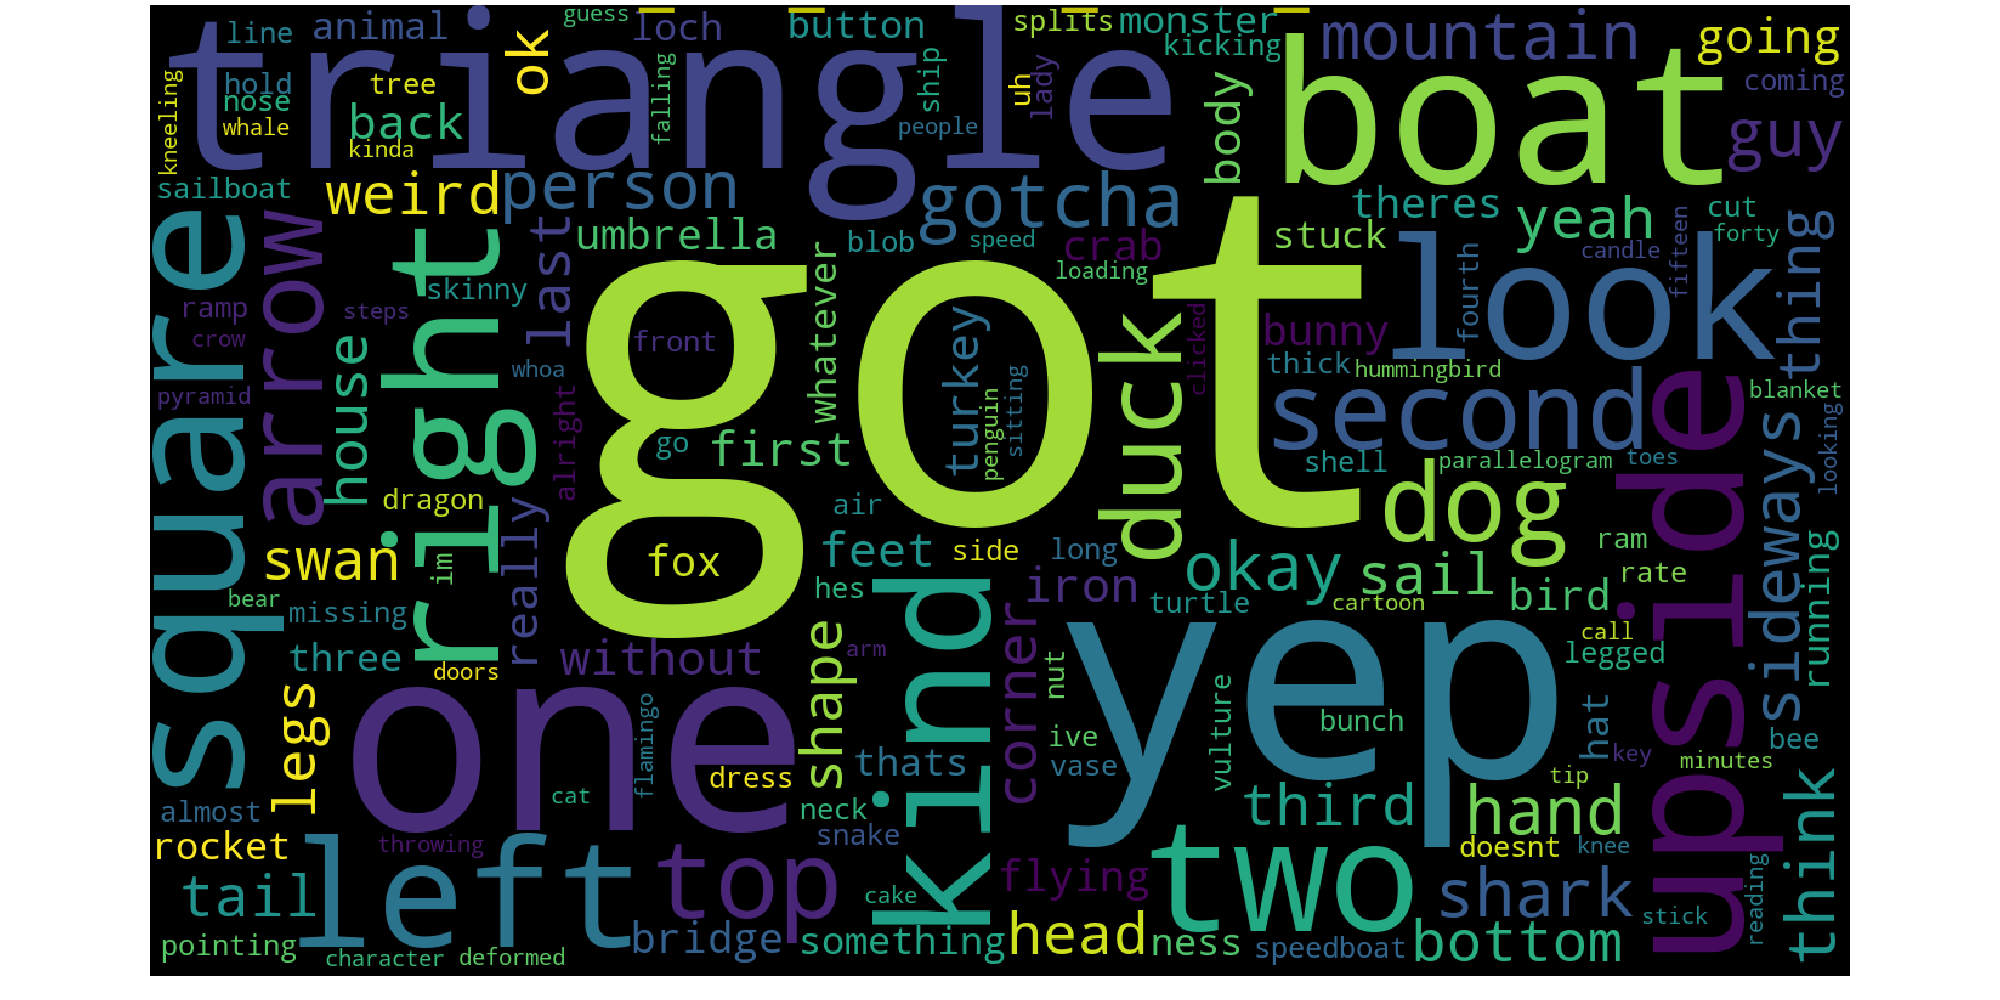 guess
line
animal
ok
loch
button
splits
monster
kicking
mountain
going
triangle
boat
kneeling
hold
nose
whale
tree
back
kinda
falling
ship
people
uh
lady
body
coming
guy
sailboat
weird
person
gotcha
theres
yeah
cut
forty
square
arrow
right
last
umbrella
whatever
blob
speed
crab
loading
stuck
look
fourth
candle
fifteen
thing
ramp
crow
steps
skinny
house
got
front
turkey
duck
clicked
bunny
thick
hummingbird
upside
blanket
pyramid
whoa
alright
go
first
penguin
sitting
second
sideways
looking
shell
parallelogram
toes
dragon
really
air
dog
swan
im
fox
feet
side
long
okay
sail
ram
rate
running
bear
missing
hes
iron
turtle
cartoon
bird
call
legged
three
doors
without
shape
arm
kind
corner
nut
yep
legs
one
flamingo
dress
thats
ive
vase
vulture
bunch
hat
key
bee
minutes
almost
cat
neck
snake
third
tip
hand
think
rocket
throwing
left
top
two
doesnt
knee
tail
cake
flying
shark
stick
reading
pointing
character
deformed
bridge
something
head
ness
speedboat
bottom